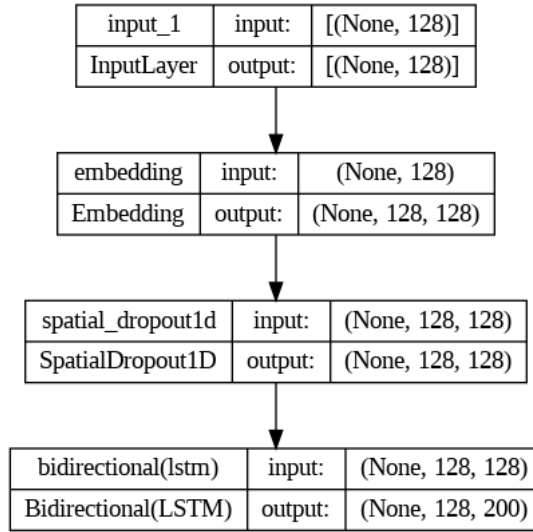 input_1 input: [(None, 128)]
InputLayer output: [(None, 128)]
embedding input: (None, 128)
Embedding output: (None, 128, 128)
spatial_dropout1d input: (None, 128, 128)
SpatialDropout1D output: (None, 128, 128)
bidirectional(lstm) input: (None, 128, 128)
Bidirectional(LSTM) output: (None, 128, 200)